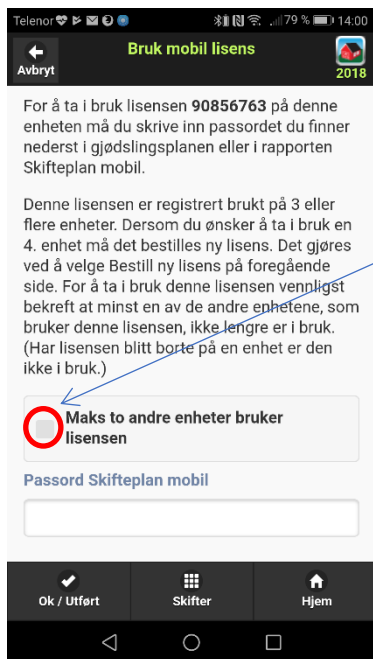 Telenor 79 % 14:00
Bruk mobil lisens
Avbryt
2018
For å ta i bruk lisensen 90856763 på denne
enheten må du skrive inn passordet du finner
nederst i gjødslingsplanen eller i rapporten
Skifteplan mobil.
Denne lisensen er registrert brukt på 3 eller
flere enheter. Dersom du ønsker å ta i bruk en
4. enhet må det bestilles ny lisens. Det gjøres
ved å velge Bestill ny lisens på foregående
side. For å ta i bruk denne lisensen vennligst
bekreft at minst en av de andre enhetene, som
bruker denne lisensen, ikke lengre er i bruk.
(Har lisensen blitt borte på en enhet er den
ikke i bruk.)
Maks to andre enheter bruker
lisensen
Passord Skifteplan mobil
Ok / Utført Skifter Hjem